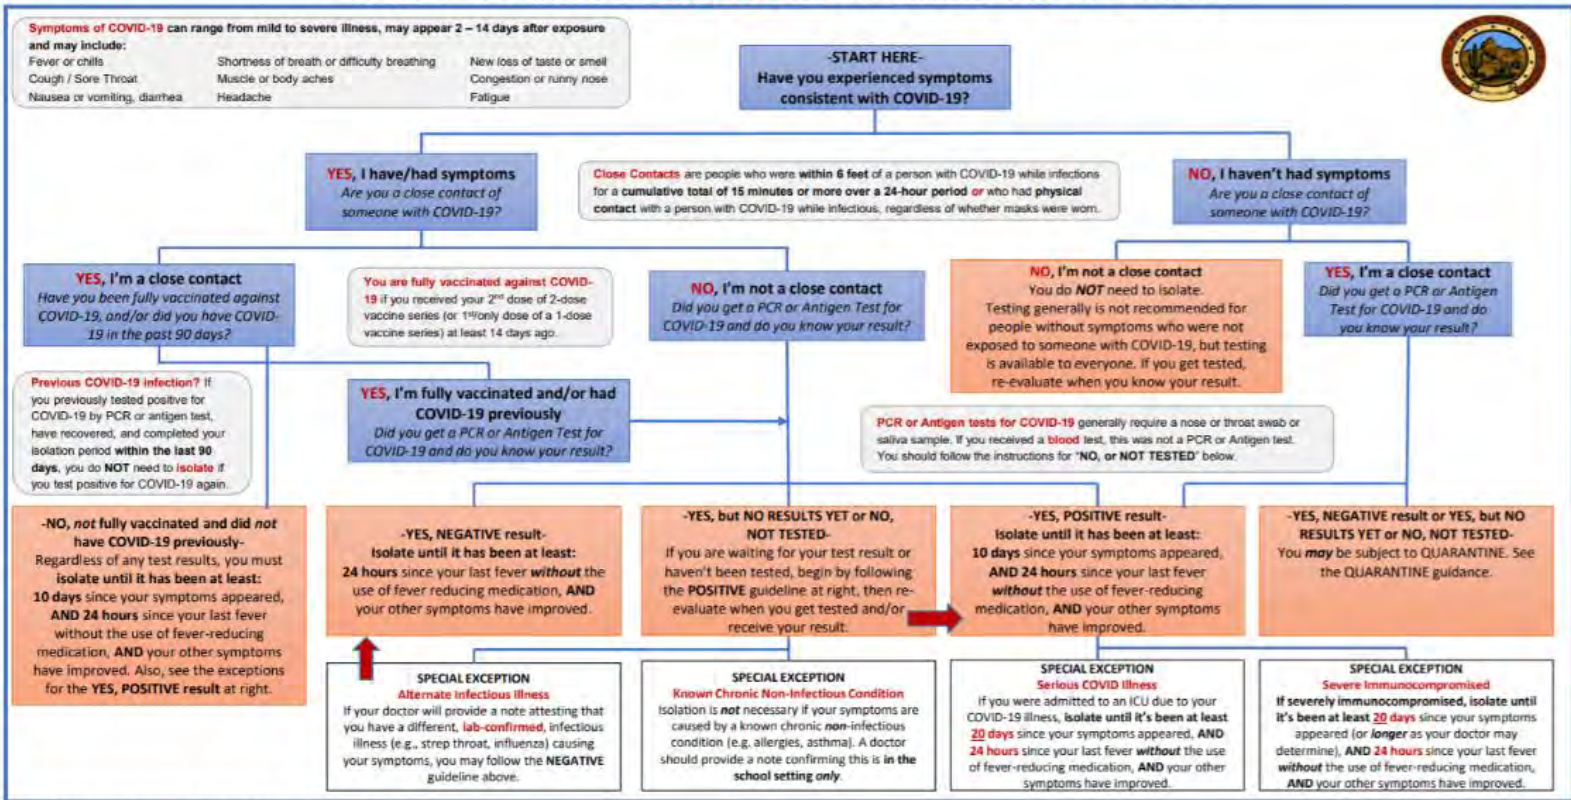 Symptoms of COVID-19 can range from mild to severe illness, may appear 2 – 14 days after exposure
and may include:
Fever or chills Shortness of breath or difficulty breathing New loss of taste or smell
Cough / Sore Throat Muscle or body aches Congestion or runny nose
Nausea or vomiting, diarrhea Headache Fatigue
-START HERE-
Have you experienced symptoms
consistent with COVID-19?
YES, I have/had symptoms
Are you a close contact of
someone with COVID-19?
Close Contacts are people who were within 6 feet of a person with COVID-19 while infections
for a cumulative total of 15 minutes or more over a 24-hour period or who had physical
contact with a person with COVID-19 while infectious, regardless of whether masks were worn.
NO, I haven't had symptoms
Are you a close contact of
someone with COVID-19?
YES, I'm a close contact
Have you been fully vaccinated against
COVID-19, and/or did you have COVID-
19 in the past 90 days?
You are fully vaccinated against COVID-
19 if you received your 2nd dose of 2-dose
vaccine series (or 1st/only dose of a 1-dose
vaccine series) at least 14 days ago.
NO, I'm not a close contact
Did you get a PCR or Antigen Test for
COVID-19 and do you know your result?
NO, I'm not a close contact
You do NOT need to isolate.
Testing generally is not recommended for
people without symptoms who were not
exposed to someone with COVID-19, but testing
is available to everyone. If you get tested,
re-evaluate when you know your result.
YES, I'm a close contact
Did you get a PCR or Antigen
Test for COVID-19 and do
you know your result?
Previous COVID-19 infection? If
you previously tested positive for
COVID-19 by PCR or antigen test,
have recovered, and completed your
isolation period within the last 90
days, you do NOT need to isolate if
you test positive for COVID-19 again.
YES, I'm fully vaccinated and/or had
COVID-19 previously
Did you get a PCR or Antigen Test for
COVID-19 and do you know your result?
PCR or Antigen tests for COVID-19 generally require a nose or throat swab or
saliva sample. If you received a blood test, this was not a PCR or Antigen test.
You should follow the instructions for "NO, or NOT TESTED" below.
-NO, not fully vaccinated and did not
have COVID-19 previously-
Regardless of any test results, you must
isolate until it has been at least:
10 days since your symptoms appeared,
AND 24 hours since your last fever
without the use of fever-reducing
medication, AND your other symptoms
have improved. Also, see the exceptions
for the YES, POSITIVE result at right.
-YES, NEGATIVE result-
Isolate until it has been at least:
24 hours since your last fever without the
use of fever reducing medication, AND
your other symptoms have improved.
-YES, but NO RESULTS YET or NO,
NOT TESTED-
If you are waiting for your test result or
haven't been tested, begin by following
the POSITIVE guideline at right, then re-
evaluate when you get tested and/or
receive your result.
-YES, POSITIVE result-
Isolate until it has been at least:
10 days since your symptoms appeared,
AND 24 hours since your last fever
without the use of fever-reducing
medication, AND your other symptoms
have improved.
-YES, NEGATIVE result or YES, but NO
RESULTS YET or NO, NOT TESTED-
You may be subject to QUARANTINE. See
the QUARANTINE guidance.
SPECIAL EXCEPTION
Alternate Infectious Illness
If your doctor will provide a note attesting that
you have a different, lab-confirmed, infectious
illness (e.g., strep throat, influenza) causing
your symptoms, you may follow the NEGATIVE
guideline above.
SPECIAL EXCEPTION
Known Chronic Non-Infectious Condition
Isolation is not necessary if your symptoms are
caused by a known chronic non-infectious
condition (e.g. allergies, asthma). A doctor
should provide a note confirming this is in the
school setting only.
SPECIAL EXCEPTION
Serious COVID Illness
If you were admitted to an ICU due to your
COVID-19 illness, isolate until it's been at least
20 days since your symptoms appeared, AND
24 hours since your last fever without the use
of fever-reducing medication, AND your other
symptoms have improved.
SPECIAL EXCEPTION
Severe Immunocompromised
If severely immunocompromised, isolate until
it's been at least 20 days since your symptoms
appeared (or longer as your doctor may
determine), AND 24 hours since your last fever
without the use of fever-reducing medication,
AND your other symptoms have improved.